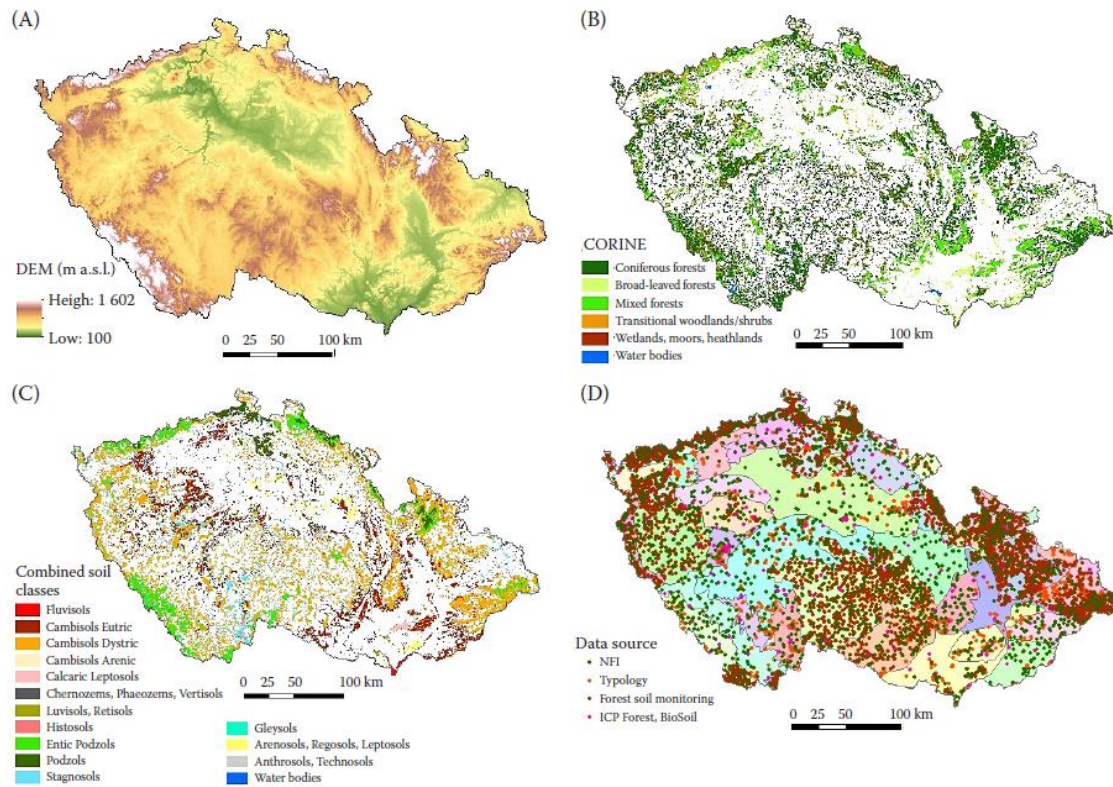 (A)
DEM (m a.s.l.)
Heigh: 1 602
Low: 100
0 25 50 100 km
(B)
CORINE
Coniferous forests
Broad-leaved forests
Mixed forests
Transitional woodlands/shrubs
Wetlands, moors, heathlands
Water bodies
0 25 50 100 km
(C)
Combined soil
classes
Fluvisols
Cambisols Eutric
Cambisols Dystric
Cambisols Arenic
Calcaric Leptosols
Chernozems, Phaeozems, Vertisols
Luvisols, Retisols
Histosols
Entic Podzols
Podzols
Stagnosols
Gleysols
Arenosols, Regosols, Leptosols
Anthrosols, Technosols
Water bodies
0 25 50 100 km
(D)
Data source
NFI
Typology
Forest soil monitoring
ICP Forest, BioSoil
0 25 50 100 km